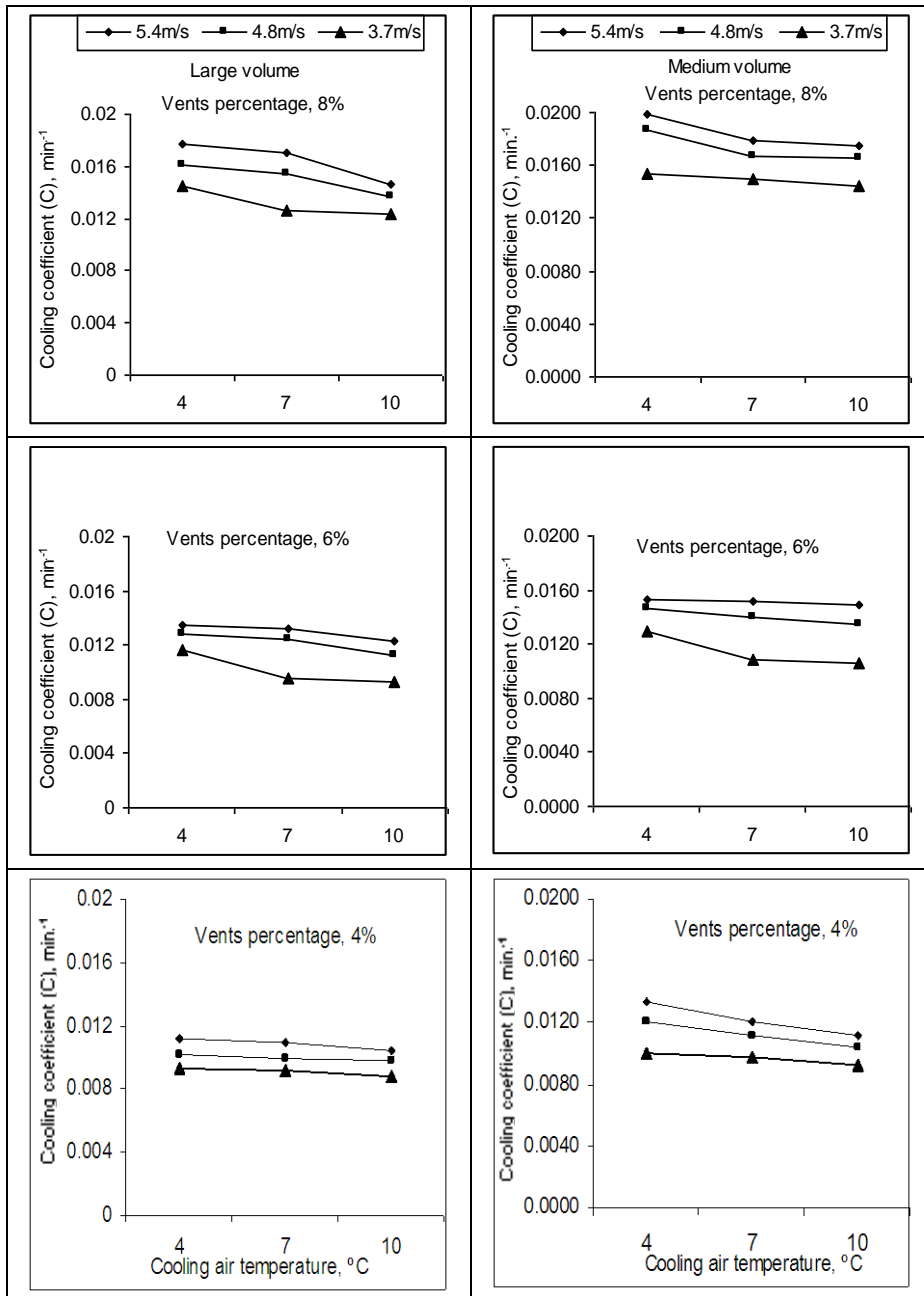 5.4m/s 4.8m/s 3.7m/s
Large volume
Vents percentage, 8%
Cooling coefficient (C), min-1
0.02
0.016
0.012
0.008
0.004
0
4 7 10
5.4m/s 4.8m/s 3.7m/s
Medium volume
Vents percentage, 8%
Cooling coefficient (C), min.-1
0.0200
0.0160
0.0120
0.0080
0.0040
0.0000
4 7 10
Vents percentage, 6%
Cooling coefficient (C), min-1
0.02
0.016
0.012
0.008
0.004
0
4 7 10
Vents percentage, 6%
Cooling coefficient (C), min-1
0.0200
0.0160
0.0120
0.0080
0.0040
0.0000
4 7 10
Vents percentage, 4%
Cooling coefficient (C), min.-1
0.02
0.016
0.012
0.008
0.004
0
4 7 10
Cooling air temperature, ºC
Vents percentage, 4%
Cooling coefficient (C), min.-1
0.0200
0.0160
0.0120
0.0080
0.0040
0.0000
4 7 10
Cooling air temperature, ºC